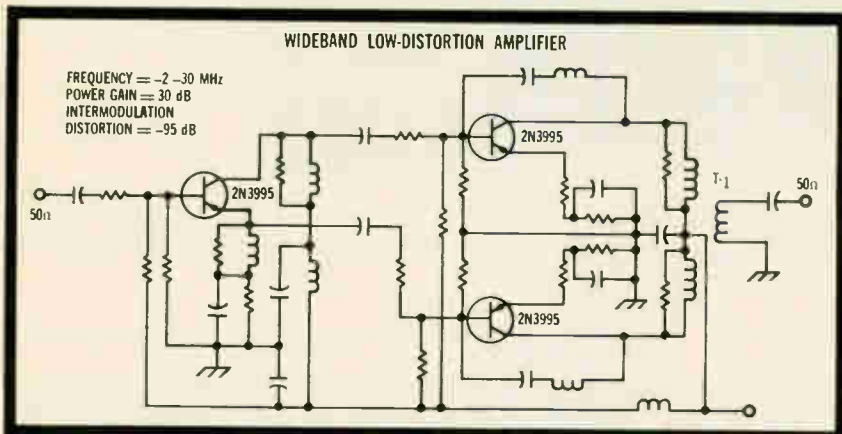 WIDEBAND LOW-DISTORTION AMPLIFIER
FREQUENCY = -2 -30 MHz
POWER GAIN = 30 dB
INTERMODULATION
DISTORTION = -95 dB
2N3995
T-1
50Ω
2N3995
50Ω
2N3995